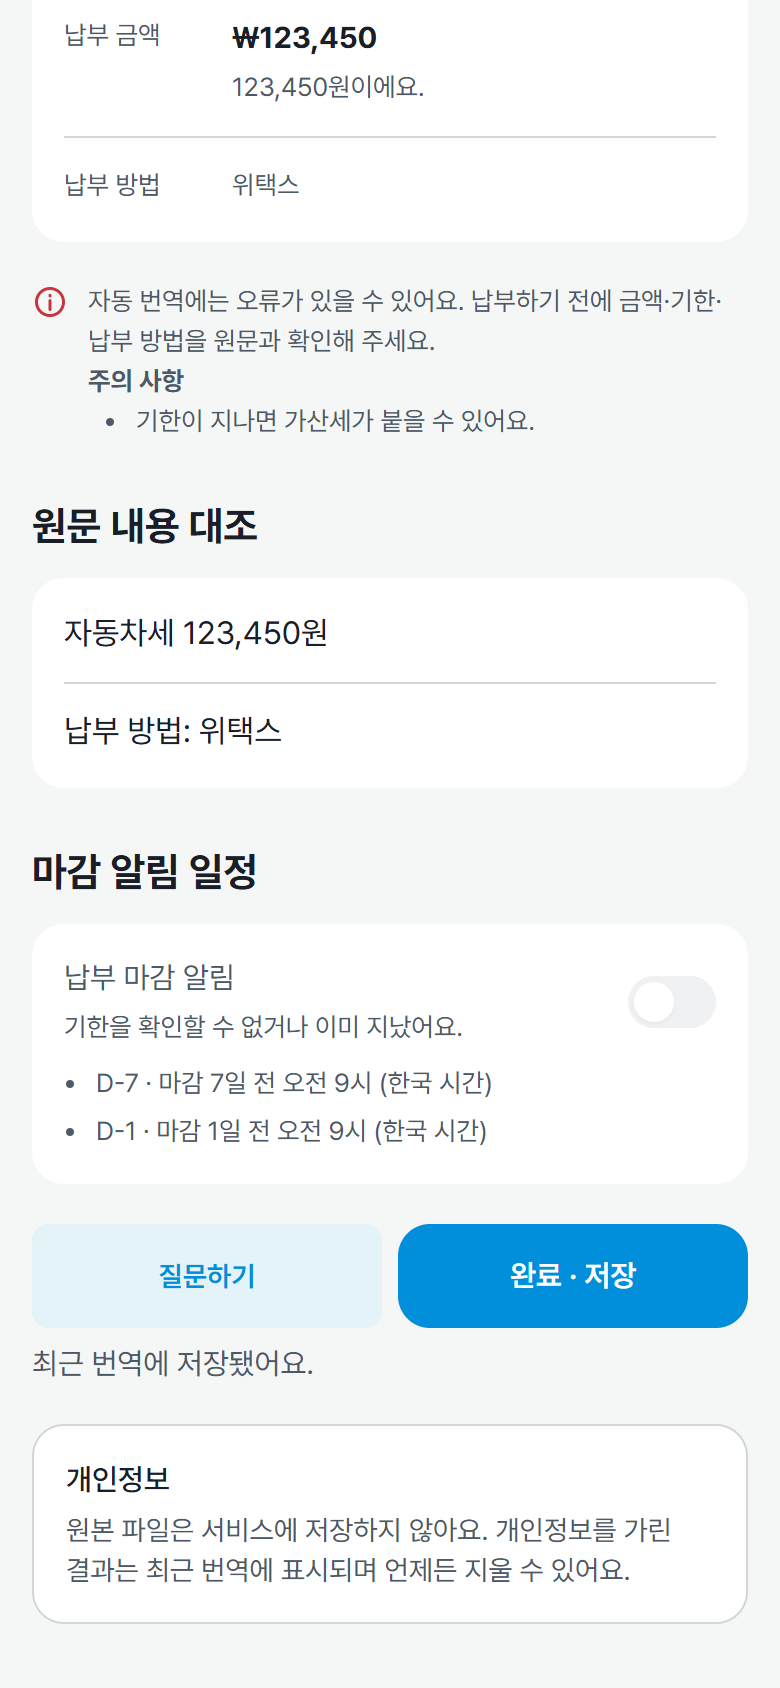 납부 금액
₩123,450
123,450원이에요.
납부 방법
위택스
자동 번역에는 오류가 있을 수 있어요. 납부하기 전에 금액·기한·
납부 방법을 원문과 확인해 주세요.
주의 사항
• 기한이 지나면 가산세가 붙을 수 있어요.
원문 내용 대조
자동차세 123,450원
납부 방법: 위택스
마감 알림 일정
납부 마감 알림
기한을 확인할 수 없거나 이미 지났어요.
• D-7 · 마감 7일 전 오전 9시 (한국 시간)
• D-1 · 마감 1일 전 오전 9시 (한국 시간)
질문하기
완료 · 저장
최근 번역에 저장됐어요.
개인정보
원본 파일은 서비스에 저장하지 않아요. 개인정보를 가린
결과는 최근 번역에 표시되며 언제든 지울 수 있어요.